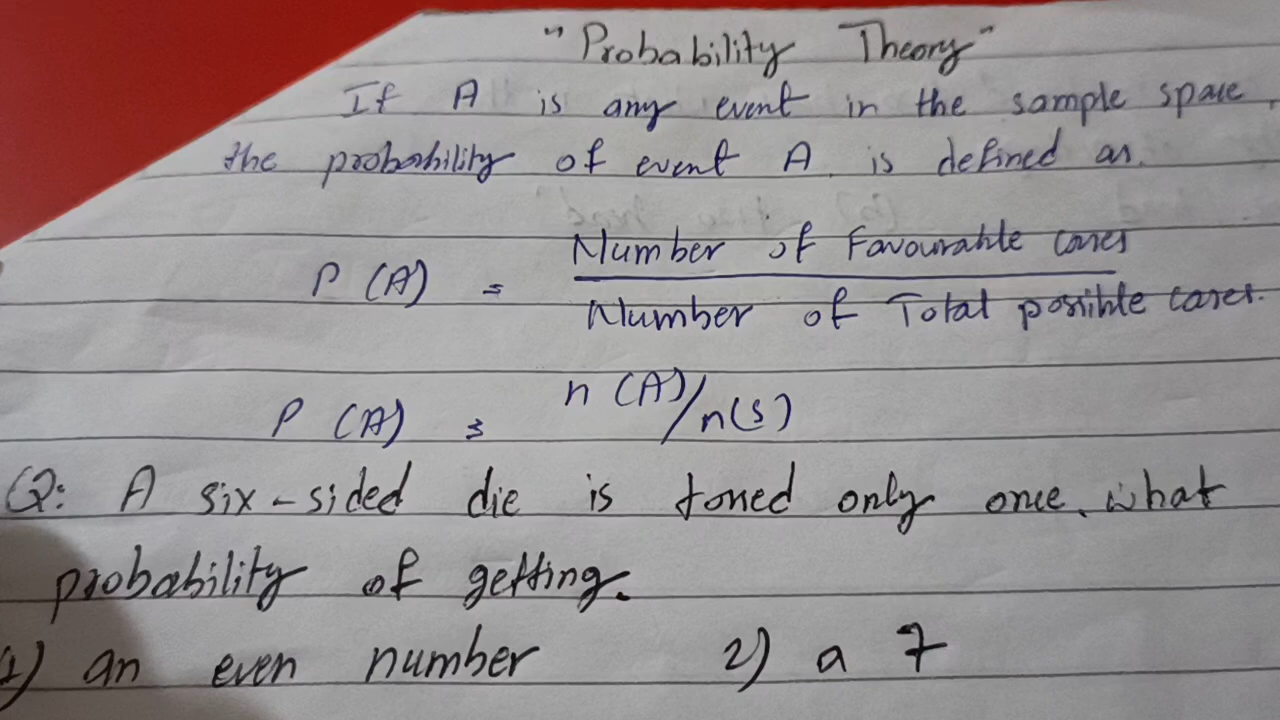 "Probability Theory"
If A is any event in the sample space,
the probability of event A is defined as
P (A) = Number of Favourable cases
Number of Total possible cases.
P (A) = n (A)/n(s)
Q: A six-sided die is tossed only once. what
probability of getting.
1) an even number 2) a 7